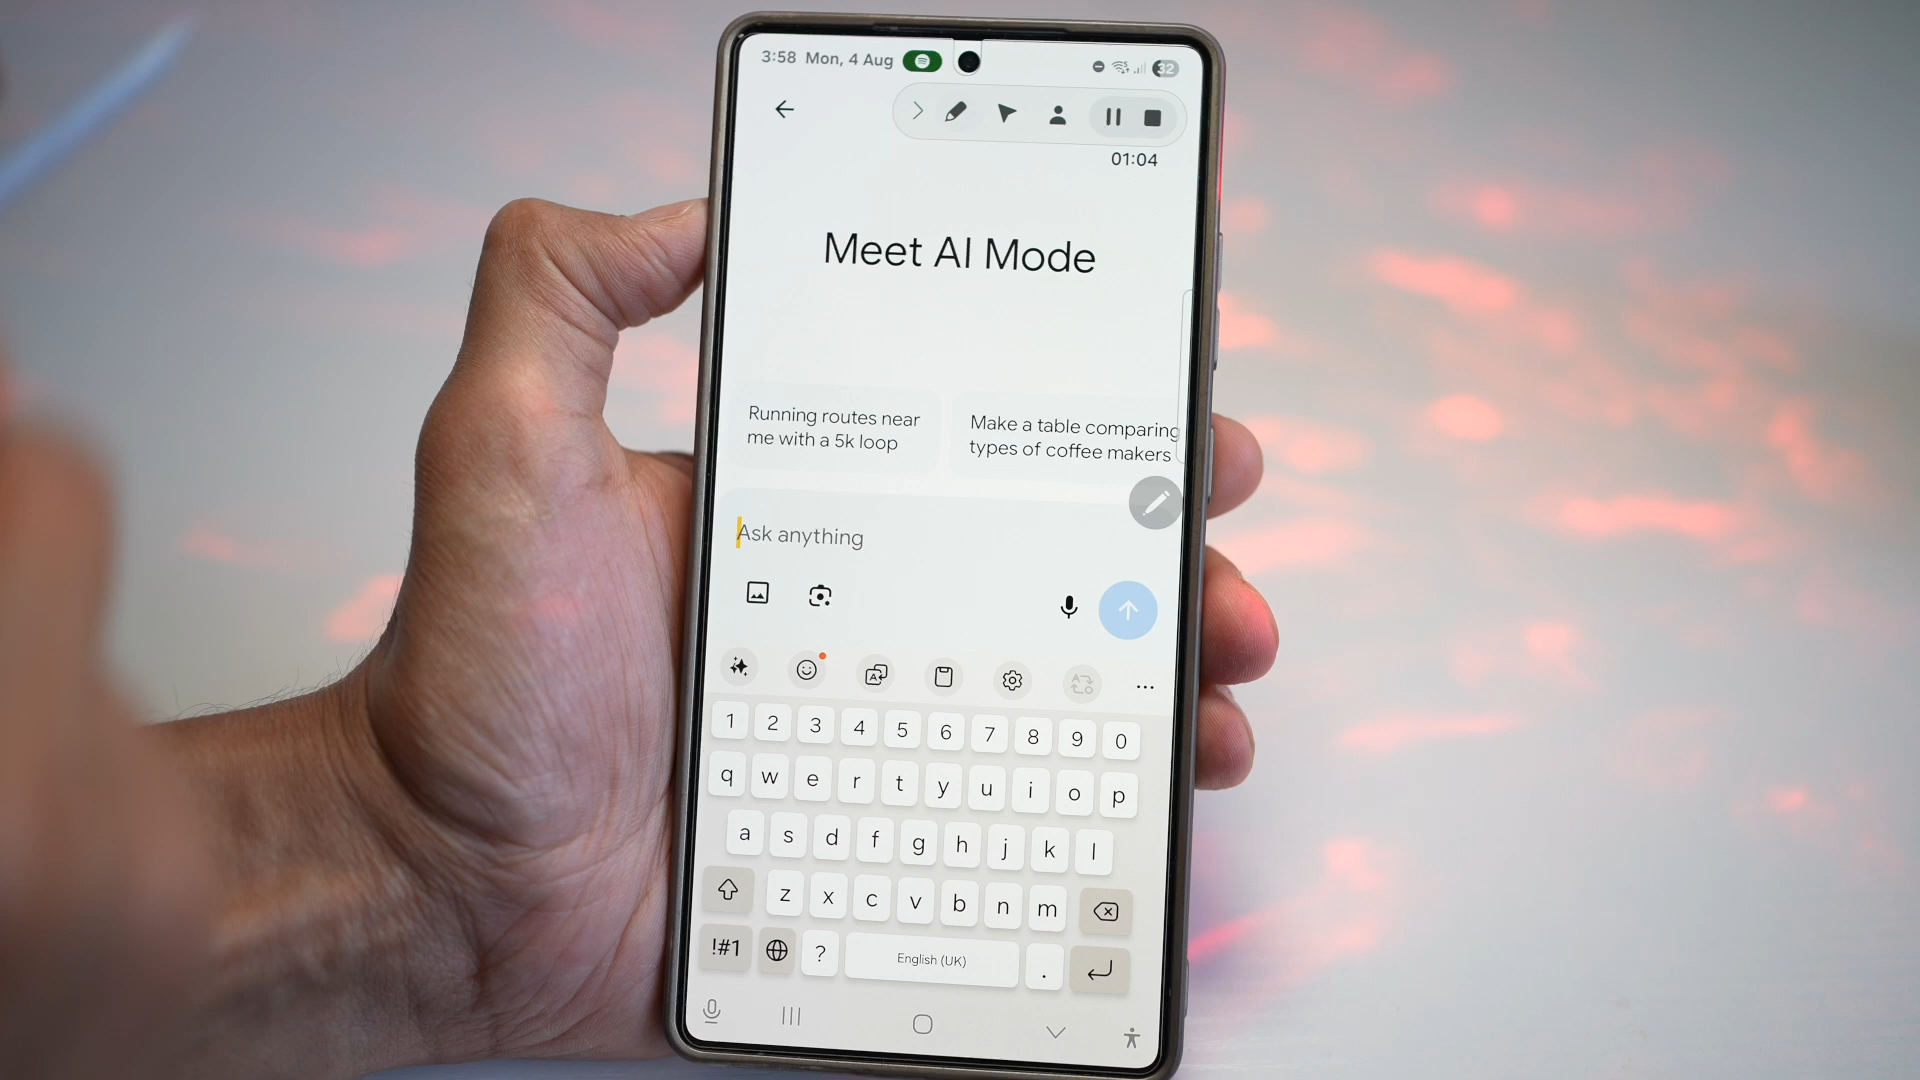 3:58 Mon, 4 Aug
32
01:04
Meet AI Mode
Running routes near
me with a 5k loop
Make a table comparing
types of coffee makers
Ask anything
1 2 3 4 5 6 7 8 9 0
q w e r t y u i o p
a s d f g h j k l
z x c v b n m
!#1 ? English (UK) .